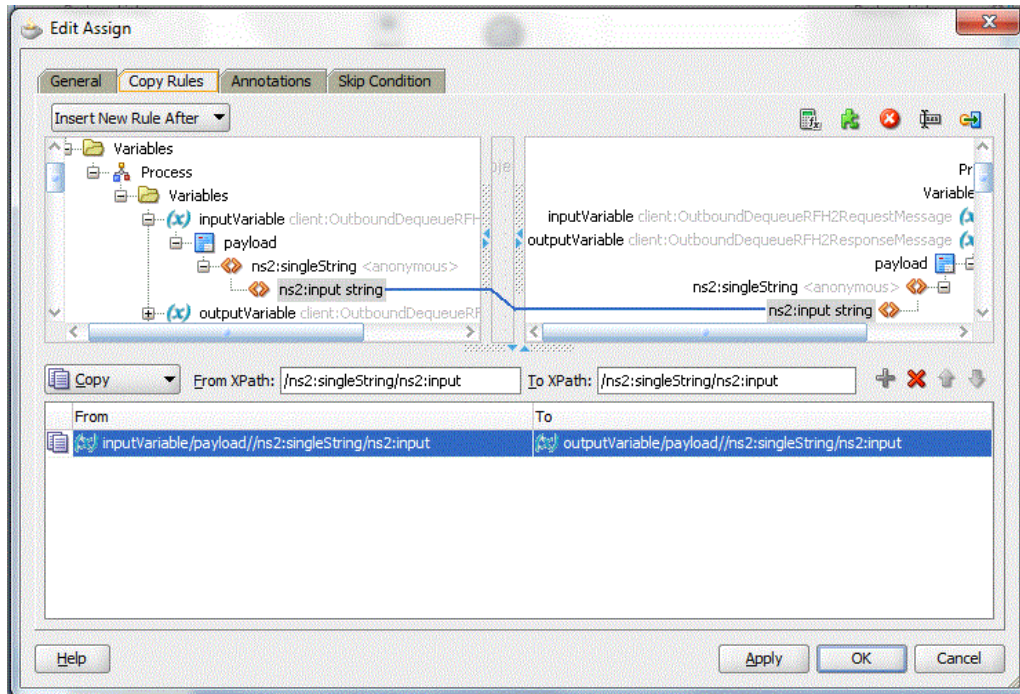 Edit Assign
General Copy Rules Annotations Skip Condition
Insert New Rule After
Variables
Process
Variables
inputVariable client:OutboundDequeueRFH
payload
ns2:singleString <anonymous>
ns2:input string
outputVariable client:OutboundDequeueRF
Pr
Variable
inputVariable client:OutboundDequeueRFH2RequestMessage
outputVariable client:OutboundDequeueRFH2ResponseMessage
payload
ns2:singleString <anonymous>
ns2:input string
Copy From XPath: /ns2:singleString/ns2:input To XPath: /ns2:singleString/ns2:input
From To
inputVariable/payload//ns2:singleString/ns2:input outputVariable/payload//ns2:singleString/ns2:input
Help Apply OK Cancel